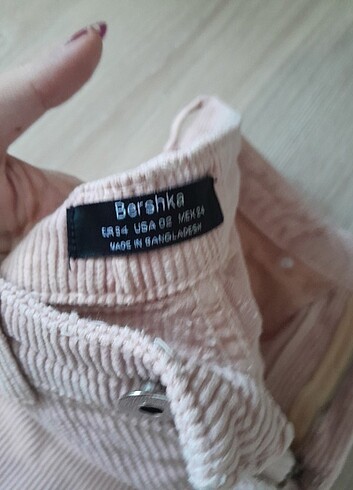 Bershka
EUR 34 USA 02 MEX 24
MADE IN BANGLADESH